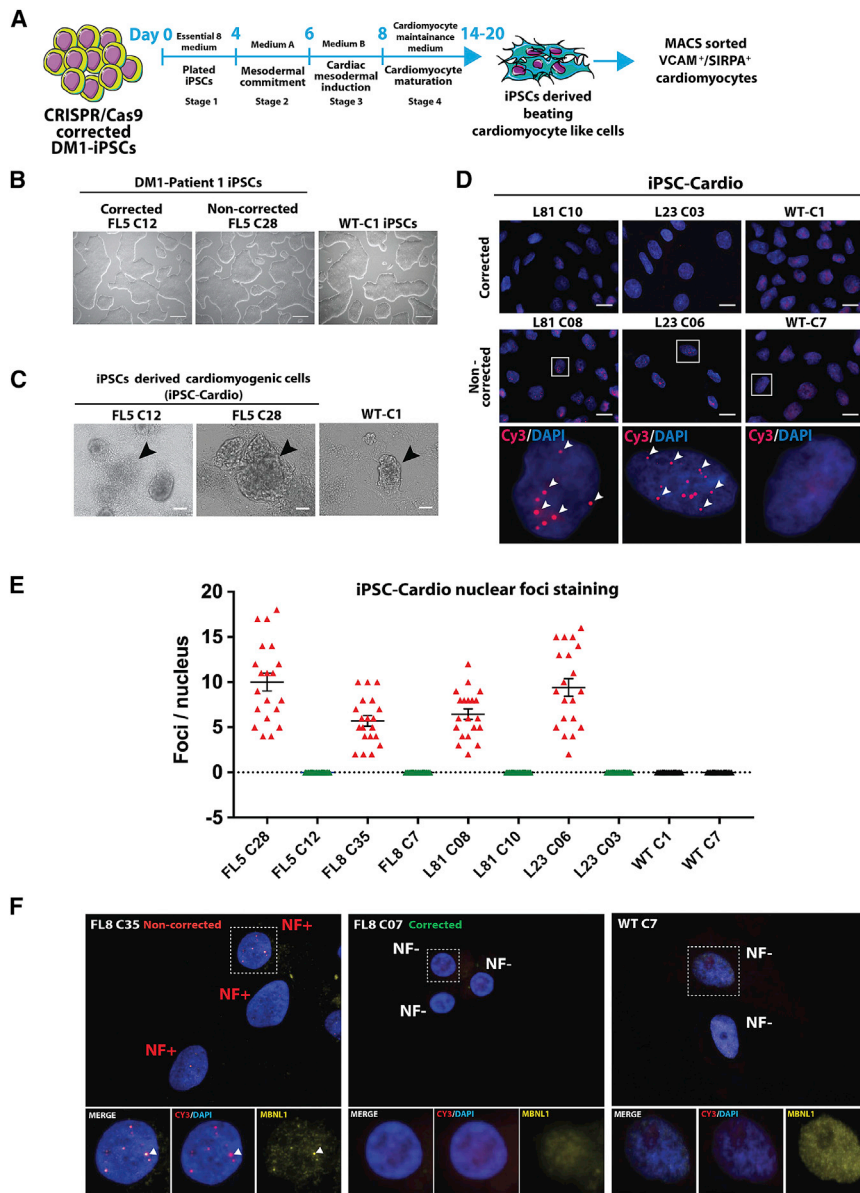 A
Day 0
Essential 8 medium
4
Medium A
6
Medium B
8
Cardiomyocyte maintainance medium
14-20
Plated iPSCs
Stage 1
Mesodermal commitment
Stage 2
Cardiac mesodermal induction
Stage 3
Cardiomyocyte maturation
Stage 4
CRISPR/Cas9
corrected
DM1-iPSCs
iPSCs derived
beating
cardiomyocyte like cells
MACS sorted
VCAM+/SIRPA+
cardiomyocytes
B
DM1-Patient 1 iPSCs
Corrected
FL5 C12
Non-corrected
FL5 C28
WT-C1 iPSCs
C
iPSCs derived cardiomyogenic cells
(iPSC-Cardio)
FL5 C12
FL5 C28
WT-C1
D
iPSC-Cardio
L81 C10
L23 C03
WT-C1
Corrected
L81 C08
L23 C06
WT-C7
Non-
corrected
Cy3/DAPI
Cy3/DAPI
Cy3/DAPI
E
iPSC-Cardio nuclear foci staining
Foci / nucleus
20
15
10
5
0
-5
FL5 C28
FL5 C12
FL8 C35
FL8 C7
L81 C08
L81 C10
L23 C06
L23 C03
WT C1
WT C7
F
FL8 C35 Non-corrected
NF+
NF+
NF+
MERGE
CY3/DAPI
MBNL1
FL8 C07 Corrected
NF-
NF-
NF-
MERGE
CY3/DAPI
MBNL1
WT C7
NF-
NF-
MERGE
CY3/DAPI
MBNL1